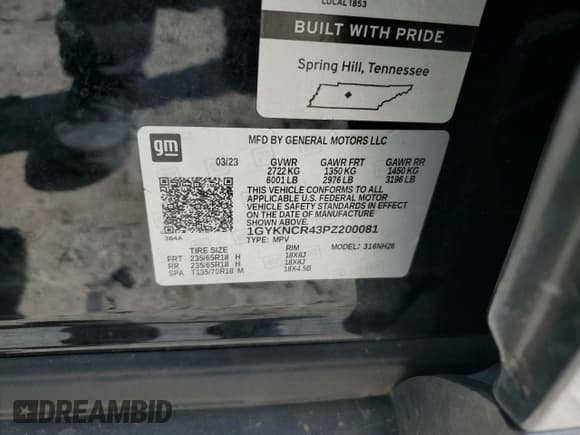 LOCAL 1853
BUILT WITH PRIDE
Spring Hill, Tennessee
gm
MFD BY GENERAL MOTORS LLC
03/23 GVWR GAWR FRT GAWR RR
2722 KG 1350 KG 1450 KG
6001 LB 2976 LB 3196 LB
THIS VEHICLE CONFORMS TO ALL
APPLICABLE U.S. FEDERAL MOTOR
VEHICLE SAFETY STANDARDS IN EFFECT
ON THE DATE OF MANUFACTURE
SHOWN ABOVE.
1GYKNCR43PZ200081
TYPE: MPV MODEL: 316NH26
384A
TIRE SIZE RIM
FRT 235/65R18 H 18X8J
RR 235/65R18 H 18X8J
SPA T135/70R18 M 18X4.5B
DREAMBID